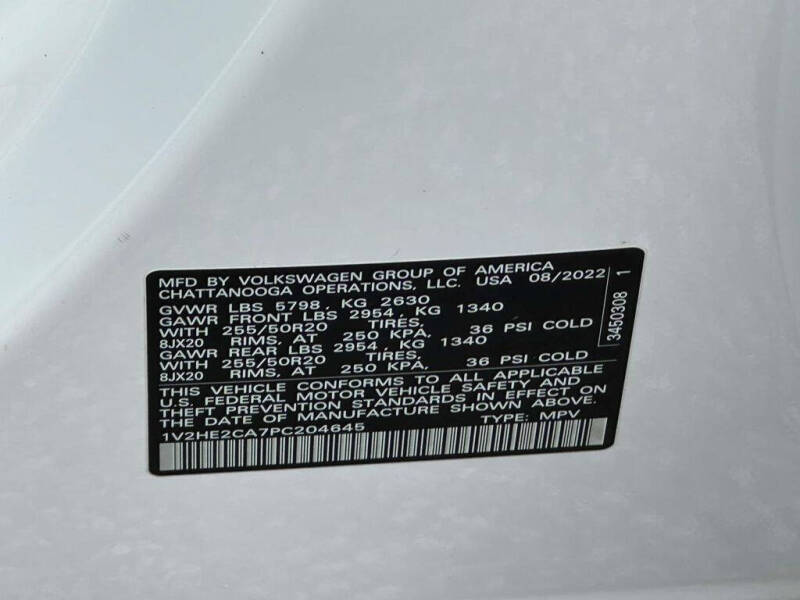 MFD BY VOLKSWAGEN GROUP OF AMERICA
CHATTANOOGA OPERATIONS, LLC. USA 08/2022
GVWR LBS 5798, KG 2630
GAWR FRONT LBS 2954, KG 1340
WITH 255/50R20 TIRES,
8JX20 RIMS, AT 250 KPA, 36 PSI COLD
GAWR REAR LBS 2954, KG 1340
WITH 255/50R20 TIRES,
8JX20 RIMS, AT 250 KPA, 36 PSI COLD
THIS VEHICLE CONFORMS TO ALL APPLICABLE
U.S. FEDERAL MOTOR VEHICLE SAFETY AND
THEFT PREVENTION STANDARDS IN EFFECT ON
THE DATE OF MANUFACTURE SHOWN ABOVE.
1V2HE2CA7PC204645 TYPE: MPV
3450308 1